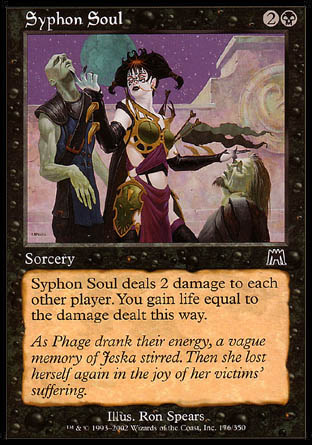 Syphon Soul 2
Sorcery
Syphon Soul deals 2 damage to each
other player. You gain life equal to
the damage dealt this way.
As Phage drank their energy, a vague
memory of Jeska stirred. Then she lost
herself again in the joy of her victims'
suffering.
Illus. Ron Spears
™ & © 1993–2002 Wizards of the Coast, Inc. 176/350